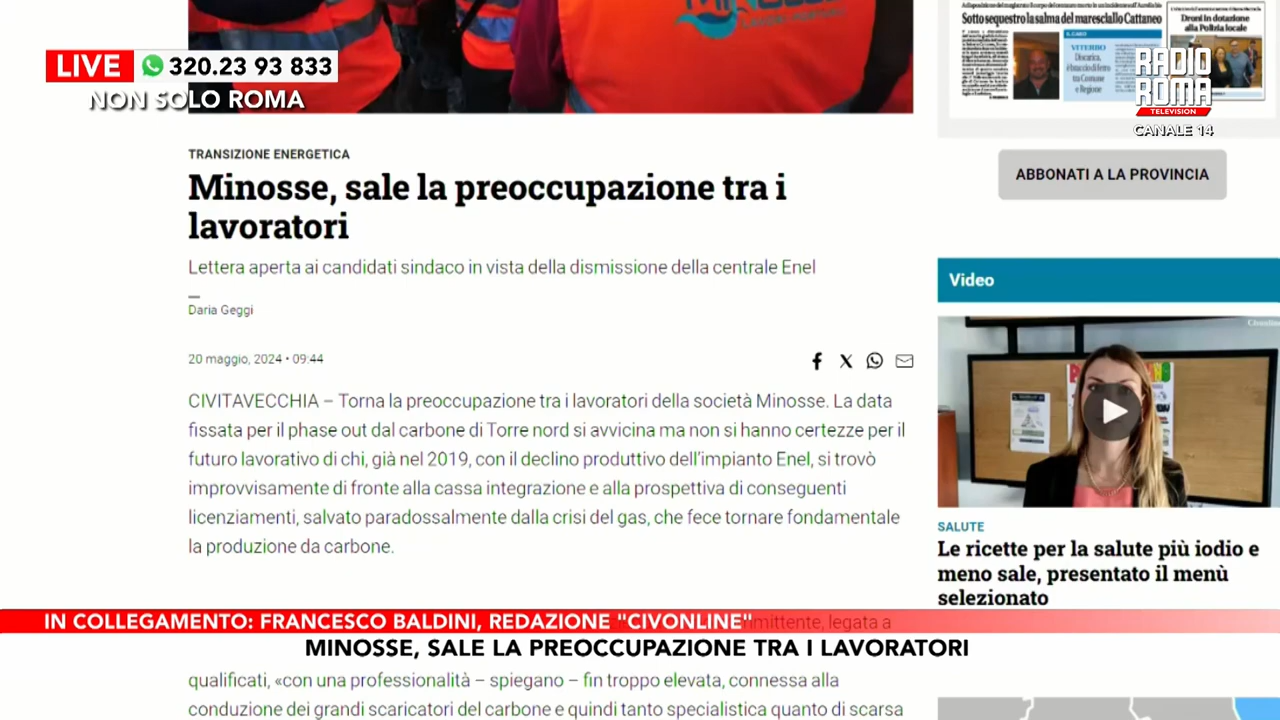 LIVE
320.23 93 833
NON SOLO ROMA
RADIO
ROMA
TELEVISION
CANALE 14
Sotto sequestro la salma del maresciallo Cattaneo
Droni in dotazione
alla Polizia locale
VITERBO
Discarica,
è braccio di ferro
tra Comune
e Regione
ABBONATI A LA PROVINCIA
TRANSIZIONE ENERGETICA
Minosse, sale la preoccupazione tra i
lavoratori
Lettera aperta ai candidati sindaco in vista della dismissione della centrale Enel
Daria Geggi
20 maggio, 2024 • 09:44
CIVITAVECCHIA – Torna la preoccupazione tra i lavoratori della società Minosse. La data
fissata per il phase out dal carbone di Torre nord si avvicina ma non si hanno certezze per il
futuro lavorativo di chi, già nel 2019, con il declino produttivo dell'impianto Enel, si trovò
improvvisamente di fronte alla cassa integrazione e alla prospettiva di conseguenti
licenziamenti, salvato paradossalmente dalla crisi del gas, che fece tornare fondamentale
la produzione da carbone.
Video
SALUTE
Le ricette per la salute più iodio e
meno sale, presentato il menù
selezionato
IN COLLEGAMENTO: FRANCESCO BALDINI, REDAZIONE "CIVONLINE"
legata a
MINOSSE, SALE LA PREOCCUPAZIONE TRA I LAVORATORI
qualificati, «con una professionalità – spiegano – fin troppo elevata, connessa alla
conduzione dei grandi scaricatori del carbone e quindi tanto specialistica quanto di scarsa